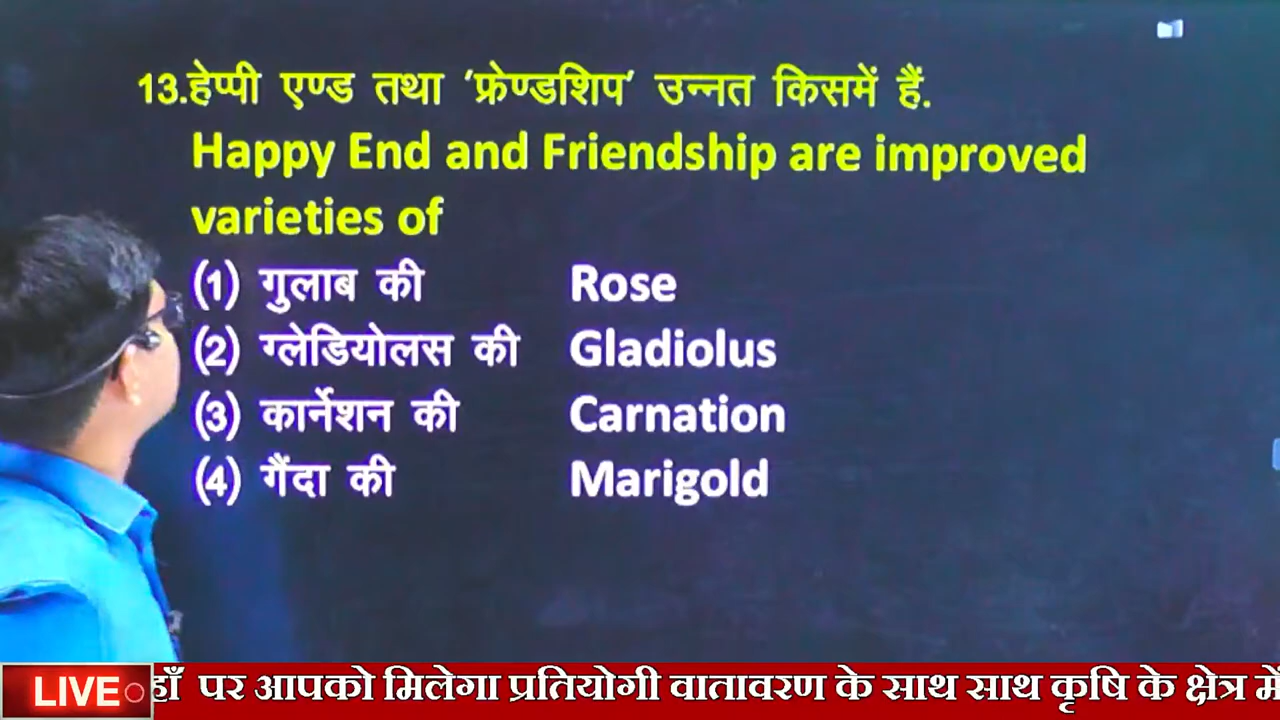 13.हेप्पी एण्ड तथा ‘फ्रेण्डशिप’ उन्नत किसमें हैं.
Happy End and Friendship are improved
varieties of
(1) गुलाब की Rose
(2) ग्लेडियोलस की Gladiolus
(3) कार्नेशन की Carnation
(4) गैंदा की Marigold
LIVE
हाँ पर आपको मिलेगा प्रतियोगी वातावरण के साथ साथ कृषि के क्षेत्र में